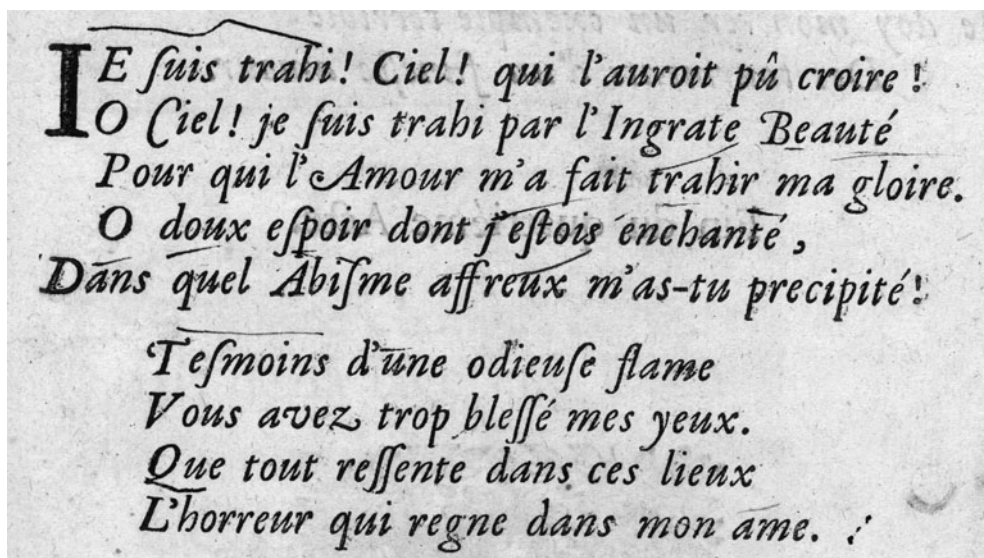 IE suis trahi! Ciel! qui l'auroit pû croire!
O Ciel! je suis trahi par l'Ingrate Beauté
Pour qui l'Amour m'a fait trahir ma gloire.
O doux espoir dont j'estois énchanté,
Dans quel Abisme affreux m'as-tu precipité!
Tesmoins d'une odieuse flame
Vous avez trop blessé mes yeux.
Que tout ressente dans ces lieux
L'horreur qui regne dans mon ame.